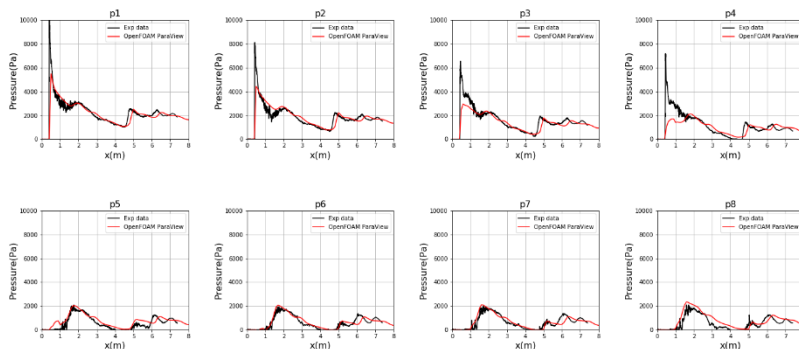 p1
p2
p3
p4
Pressure(Pa)
10000
8000
6000
4000
2000
0
Exp data
OpenFOAM ParaView
0 1 2 3 4 5 6 7 8
x(m)
10000
8000
6000
4000
2000
0
Exp data
OpenFOAM ParaView
0 1 2 3 4 5 6 7 8
Pressure(Pa)
x(m)
10000
8000
6000
4000
2000
0
Exp data
OpenFOAM ParaView
0 1 2 3 4 5 6 7 8
Pressure(Pa)
x(m)
10000
8000
6000
4000
2000
0
Exp data
OpenFOAM ParaView
0 1 2 3 4 5 6 7 8
Pressure(Pa)
x(m)
p5
p6
p7
p8
Pressure(Pa)
10000
8000
6000
4000
2000
0
Exp data
OpenFOAM ParaView
0 1 2 3 4 5 6 7 8
x(m)
Pressure(Pa)
10000
8000
6000
4000
2000
0
Exp data
OpenFOAM ParaView
0 1 2 3 4 5 6 7 8
x(m)
Pressure(Pa)
10000
8000
6000
4000
2000
0
Exp data
OpenFOAM ParaView
0 1 2 3 4 5 6 7 8
x(m)
Pressure(Pa)
10000
8000
6000
4000
2000
0
Exp data
OpenFOAM ParaView
0 1 2 3 4 5 6 7 8
x(m)